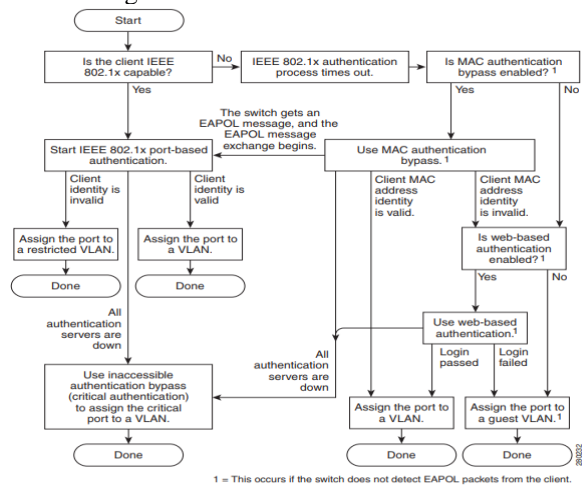 Start
Is the client IEEE
802.1x capable?
No
IEEE 802.1x authentication
process times out.
Is MAC authentication
bypass enabled? 1
Yes
Yes
No
The switch gets an
EAPOL message, and the
EAPOL message
exchange begins.
Start IEEE 802.1x port-based
authentication.
Use MAC authentication
bypass. 1
Client
identity is
invalid
Client
identity is
valid
Client MAC
address
identity
is valid.
Client MAC
address
identity
is invalid.
Assign the port to
a restricted VLAN.
Assign the port to
a VLAN.
Is web-based
authentication
enabled? 1
Done
Done
Yes
No
All
authentication
servers are
down
Use web-based
authentication. 1
All
authentication
servers are
down
Login
passed
Login
failed
Use inaccessible
authentication bypass
(critical authentication)
to assign the critical
port to a VLAN.
Assign the port to
a VLAN.
Assign the port to
a guest VLAN. 1
Done
Done
Done
280232
1 = This occurs if the switch does not detect EAPOL packets from the client.